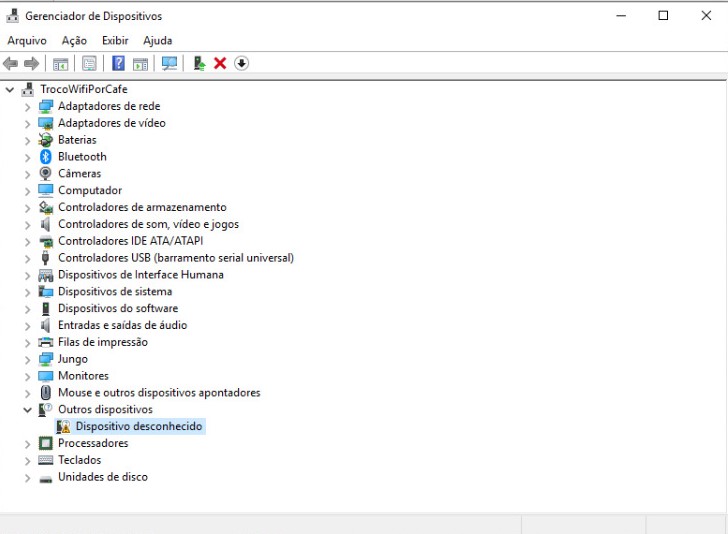 Gerenciador de Dispositivos
Arquivo Ação Exibir Ajuda
TrocoWifiPorCafe
Adaptadores de rede
Adaptadores de vídeo
Baterias
Bluetooth
Câmeras
Computador
Controladores de armazenamento
Controladores de som, vídeo e jogos
Controladores IDE ATA/ATAPI
Controladores USB (barramento serial universal)
Dispositivos de Interface Humana
Dispositivos de sistema
Dispositivos do software
Entradas e saídas de áudio
Filas de impressão
Jungo
Monitores
Mouse e outros dispositivos apontadores
Outros dispositivos
Dispositivo desconhecido
Processadores
Teclados
Unidades de disco